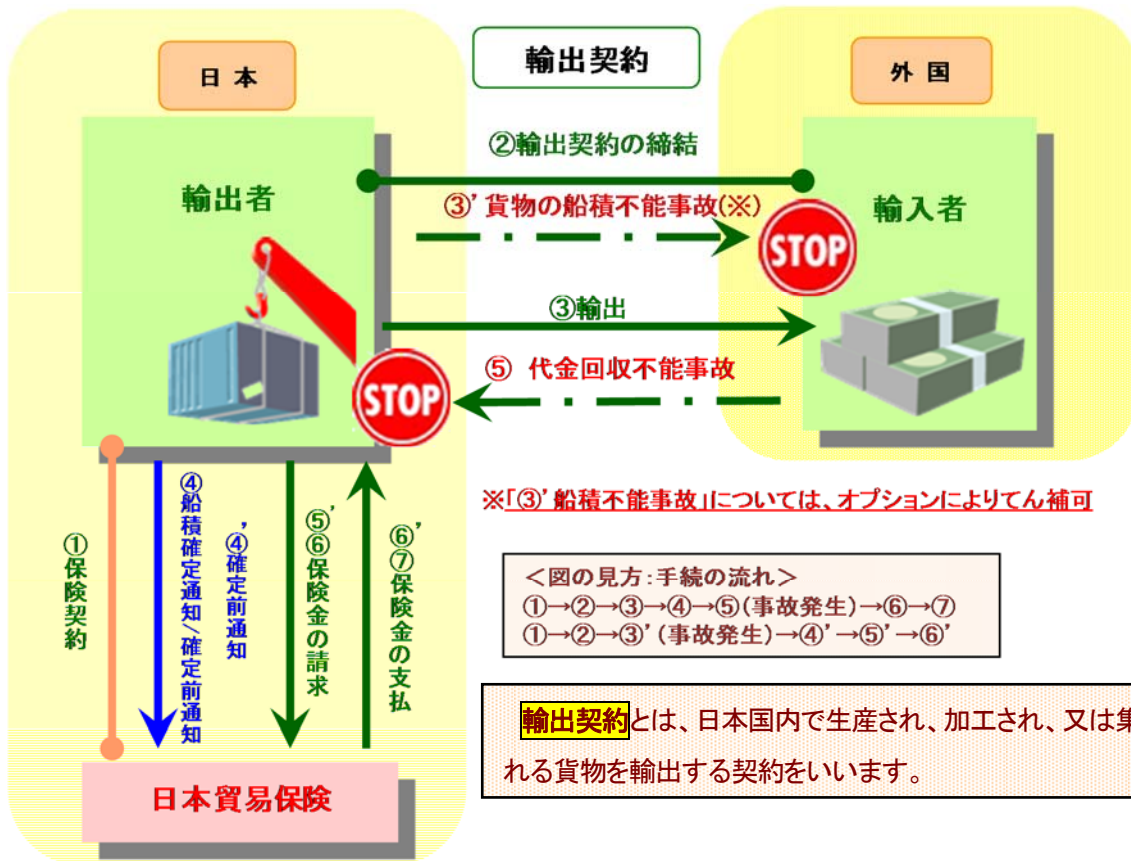 輸出契約
日本
外国
②輸出契約の締結
輸出者
輸入者
③’貨物の船積不能事故(※)
STOP
③輸出
⑤ 代金回収不能事故
STOP
①保険契約
④船積確定通知/確定前通知
④’確定前通知
⑤’⑥保険金の請求
⑥’⑦保険金の支払
※「③’船積不能事故」については、オプションによりてん補可
<図の見方:手続の流れ>
①→②→③→④→⑤(事故発生)→⑥→⑦
①→②→③’(事故発生)→④’→⑤’→⑥’
日本貿易保険
輸出契約とは、日本国内で生産され、加工され、又は集
れる貨物を輸出する契約をいいます。